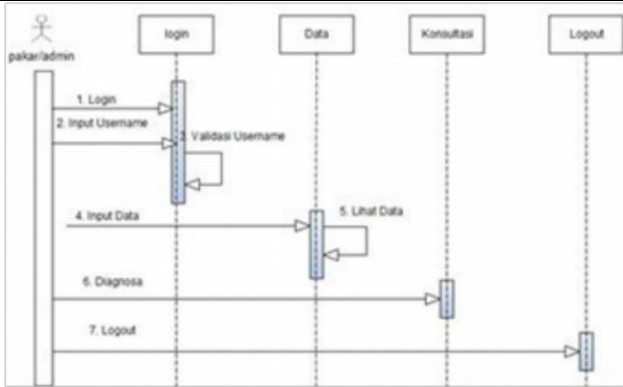 login
Data
Konsultasi
Logout
pakar/admin
1. Login
2. Input Username
3. Validasi Username
4. Input Data
5. Lihat Data
6. Diagnosa
7. Logout